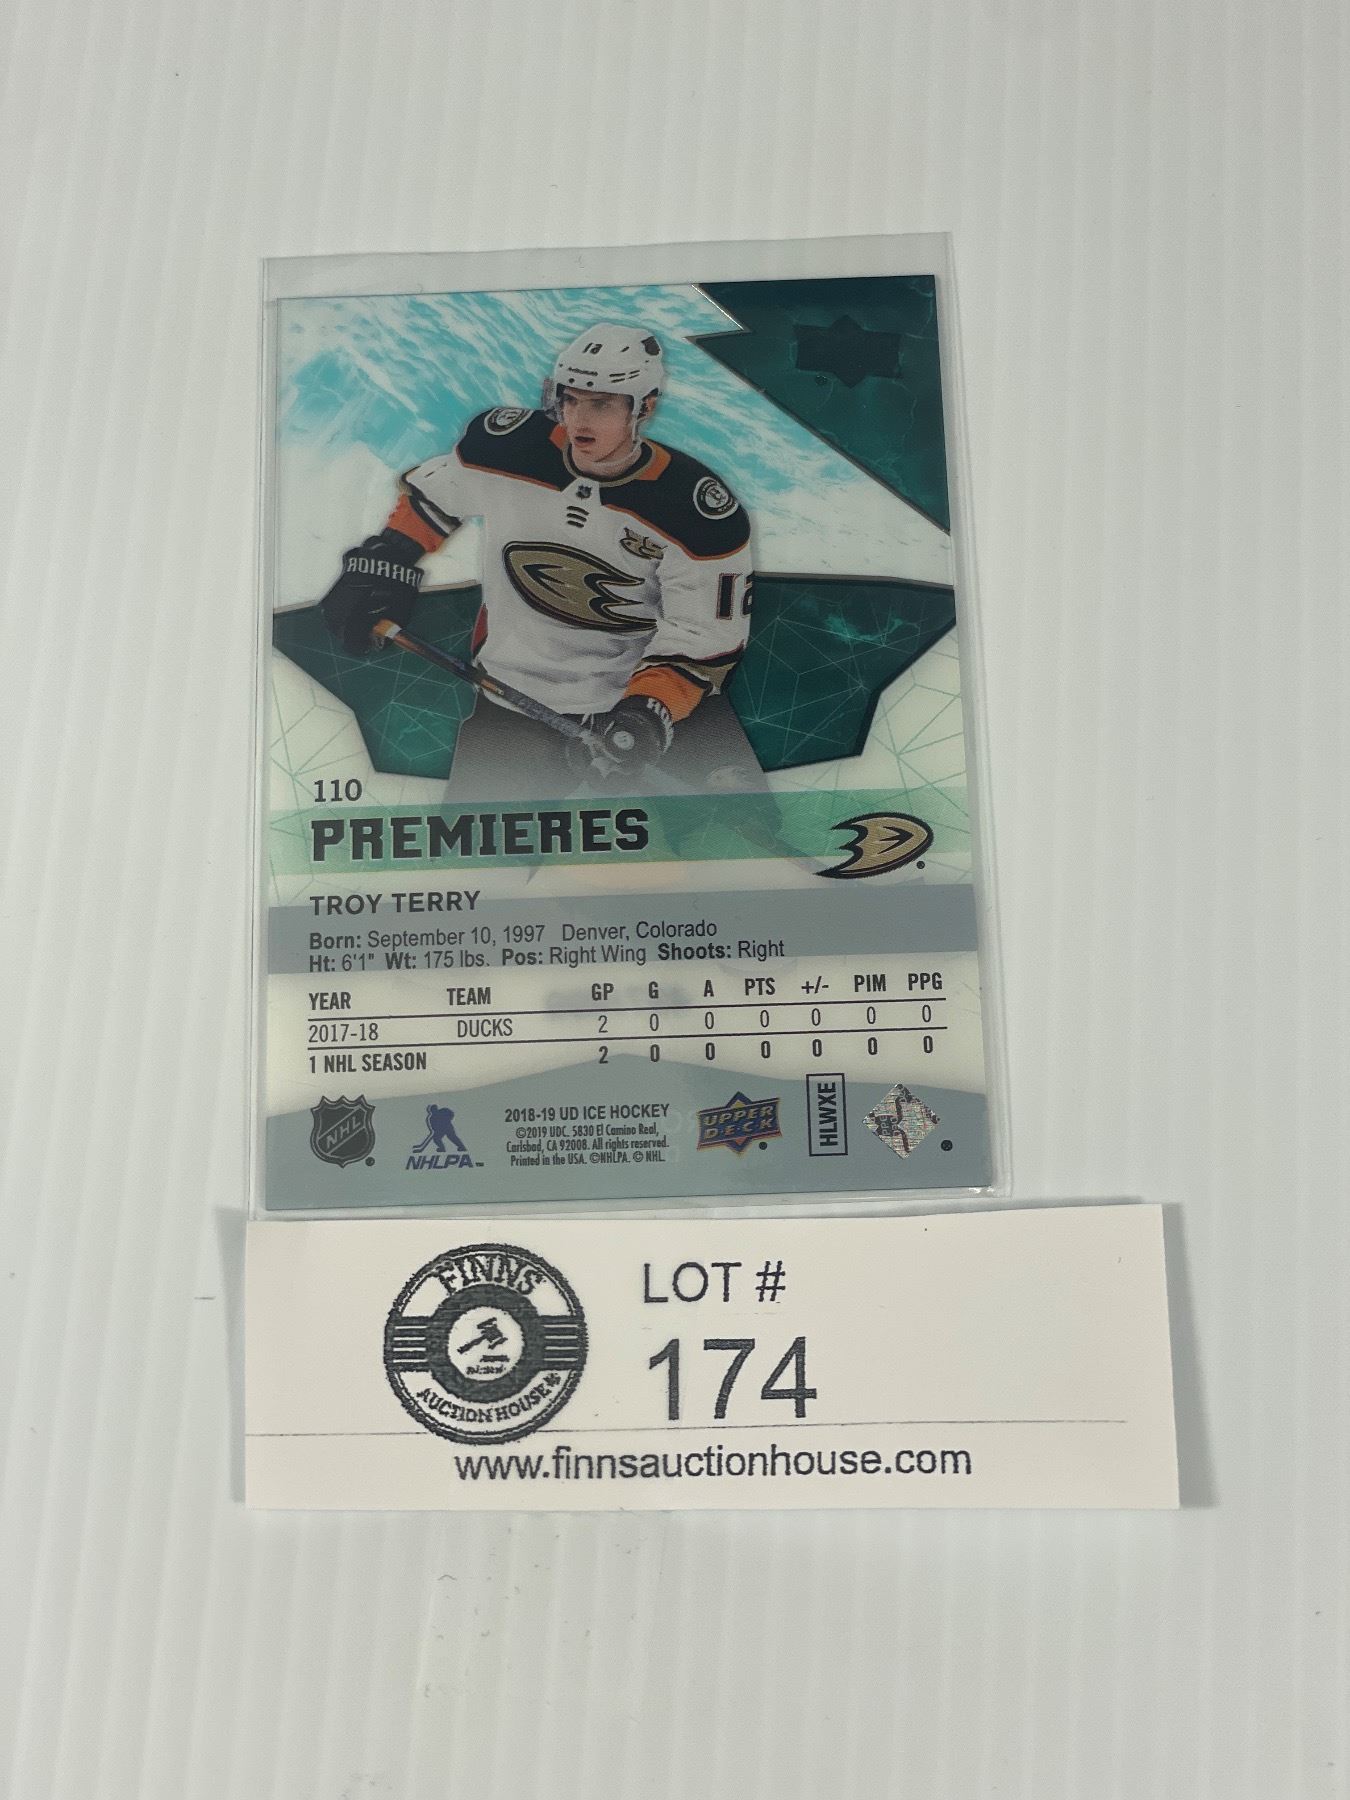 110
PREMIERES
TROY TERRY
Born: September 10, 1997 Denver, Colorado
Ht: 6'1" Wt: 175 lbs. Pos: Right Wing Shoots: Right
YEAR TEAM GP G A PTS +/- PIM PPG
2017-18 DUCKS 2 0 0 0 0 0 0
1 NHL SEASON 2 0 0 0 0 0 0
NHL
NHLPA
2018-19 UD ICE HOCKEY
©2019 UDC. 5830 El Camino Real,
Carlsbad, CA 92008. All rights reserved.
Printed in the USA. ©NHLPA. © NHL.
UPPER
D·E·C·K
HLWXE
FINNS
AUCTION HOUSE
LOT #
174
www.finnsauctionhouse.com